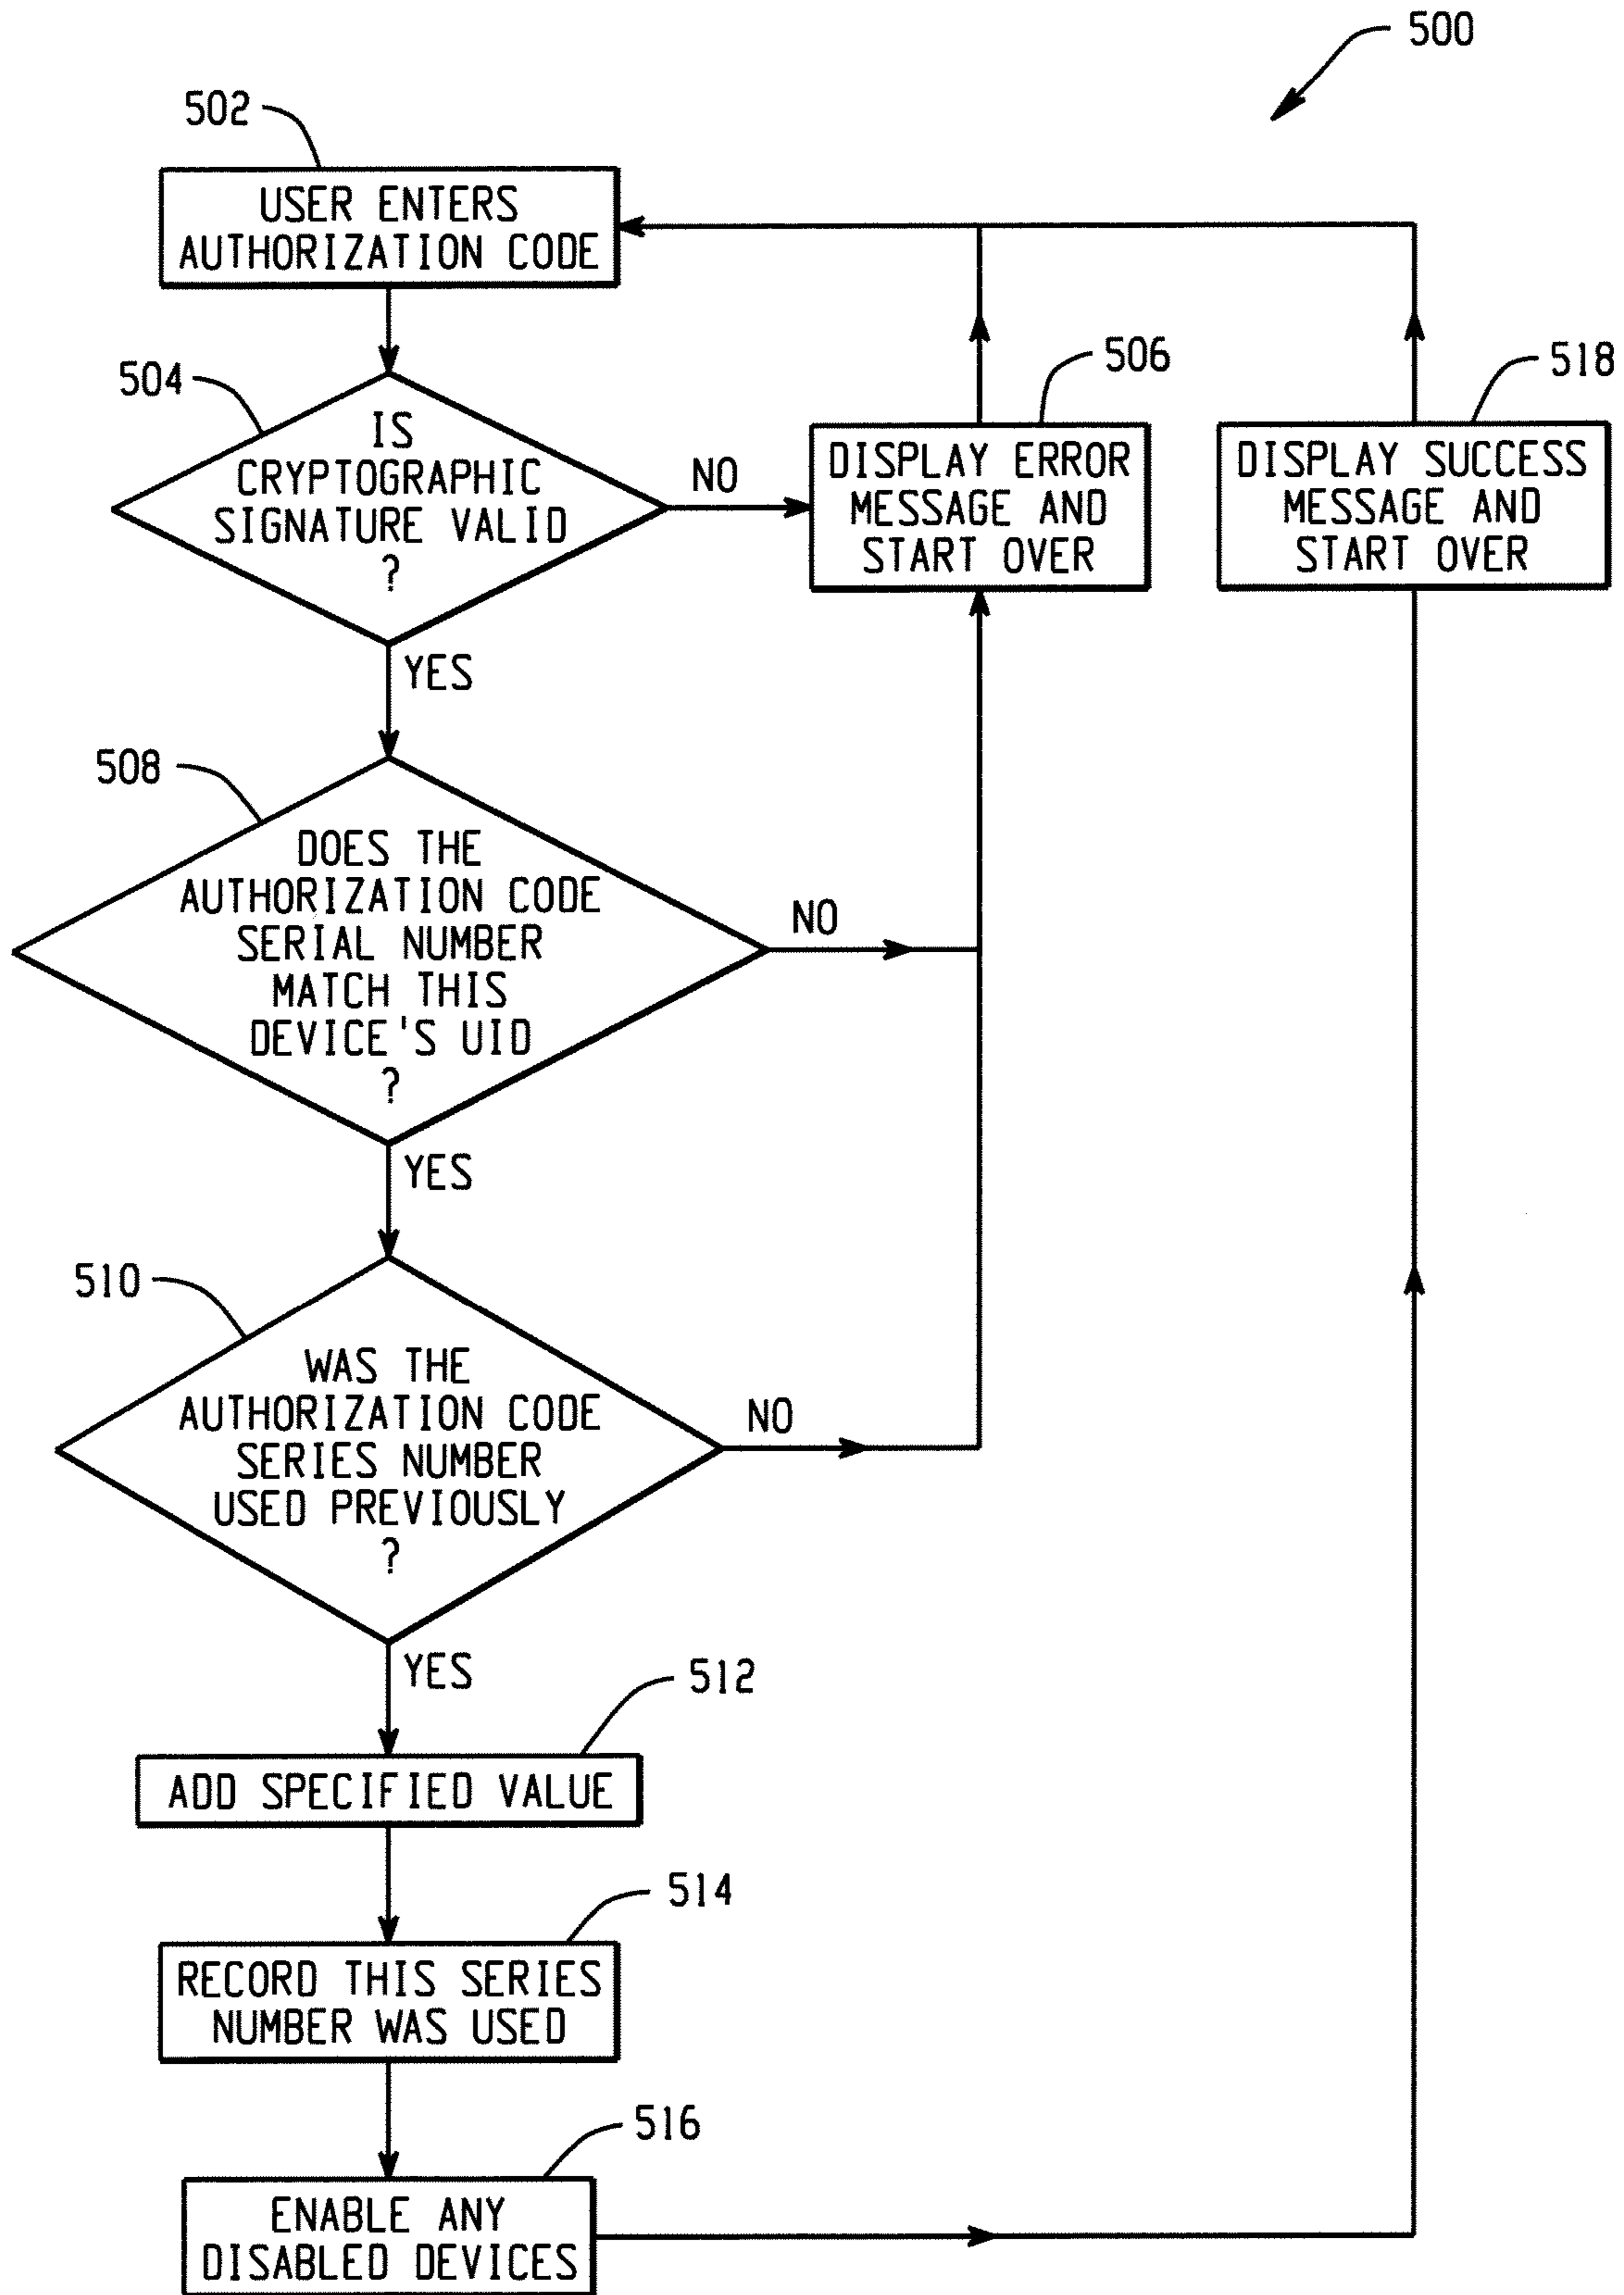 500
502
USER ENTERS
AUTHORIZATION CODE
504
IS
CRYPTOGRAPHIC
SIGNATURE VALID
?
NO
YES
506
DISPLAY ERROR
MESSAGE AND
START OVER
518
DISPLAY SUCCESS
MESSAGE AND
START OVER
508
DOES THE
AUTHORIZATION CODE
SERIAL NUMBER
MATCH THIS
DEVICE'S UID
?
NO
YES
510
WAS THE
AUTHORIZATION CODE
SERIES NUMBER
USED PREVIOUSLY
?
NO
YES
512
ADD SPECIFIED VALUE
514
RECORD THIS SERIES
NUMBER WAS USED
516
ENABLE ANY
DISABLED DEVICES